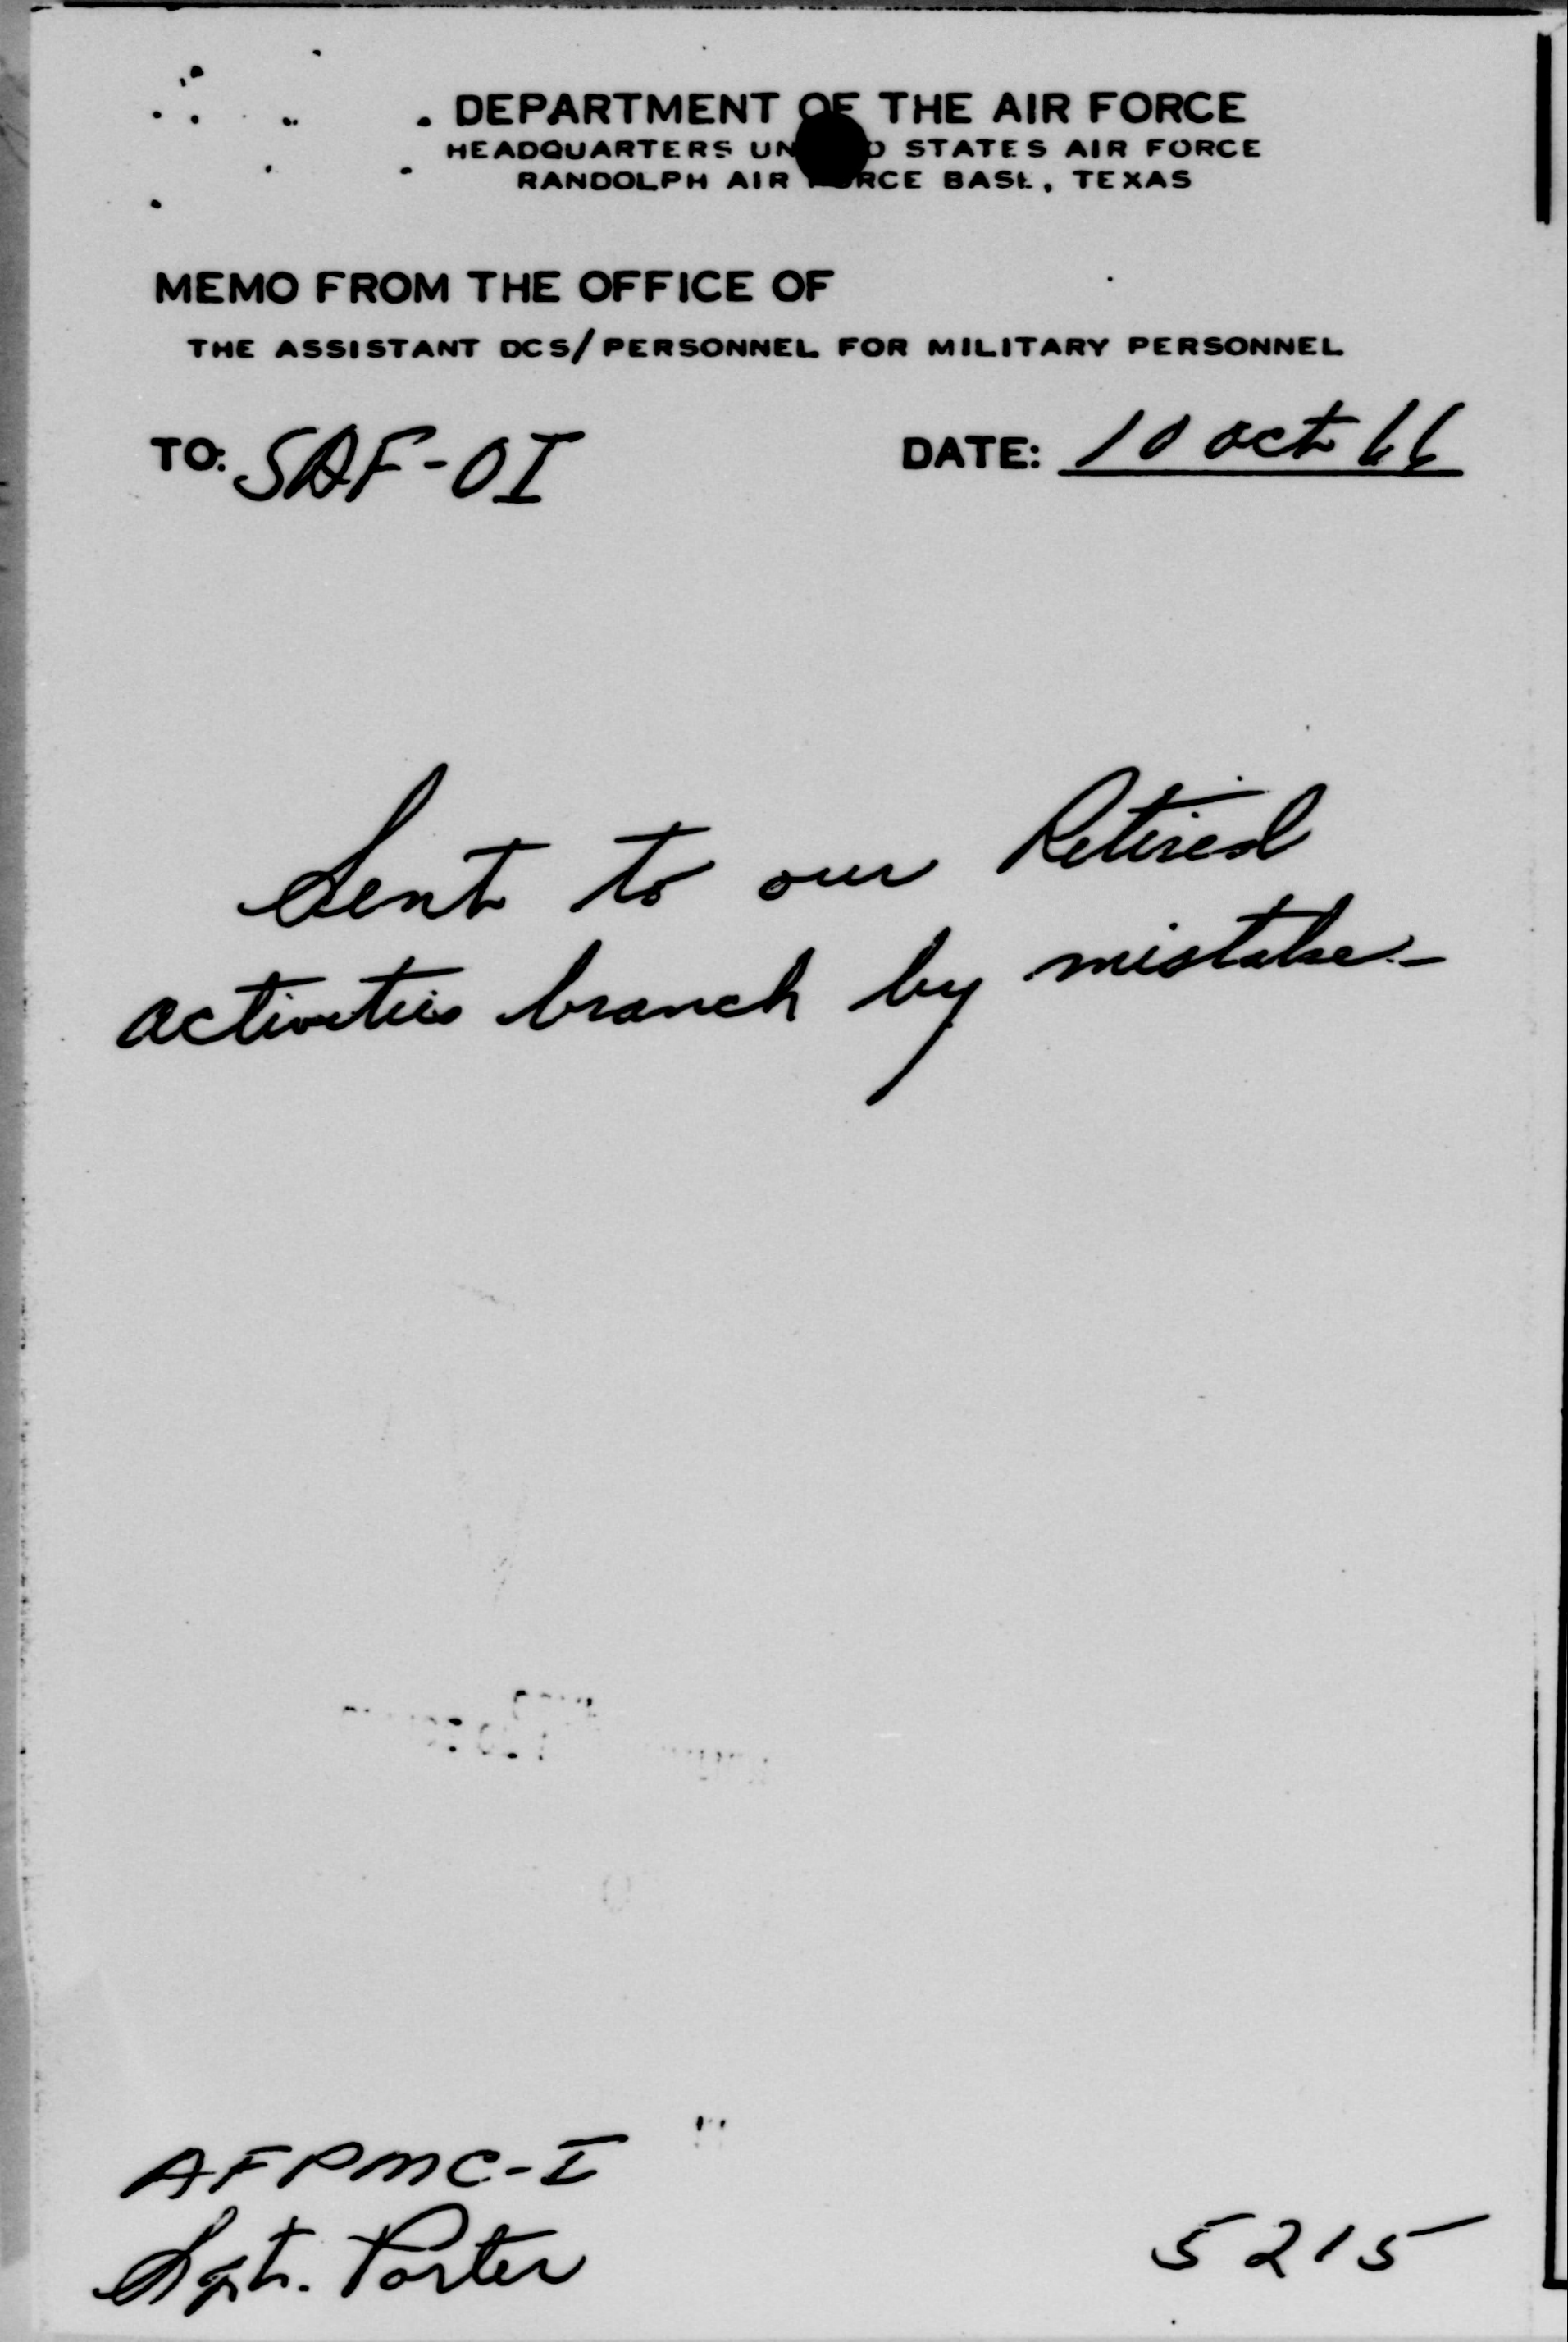 DEPARTMENT OF THE AIR FORCE
HEADQUARTERS UN D STATES AIR FORCE
RANDOLPH AIR FORCE BASE, TEXAS
MEMO FROM THE OFFICE OF
THE ASSISTANT DCS/PERSONNEL FOR MILITARY PERSONNEL
TO: SAF-OI DATE: 10 Oct 66
Sent to our Retired
activities branch by mistake -
AFPMC-I
Sgt. Porter 5215